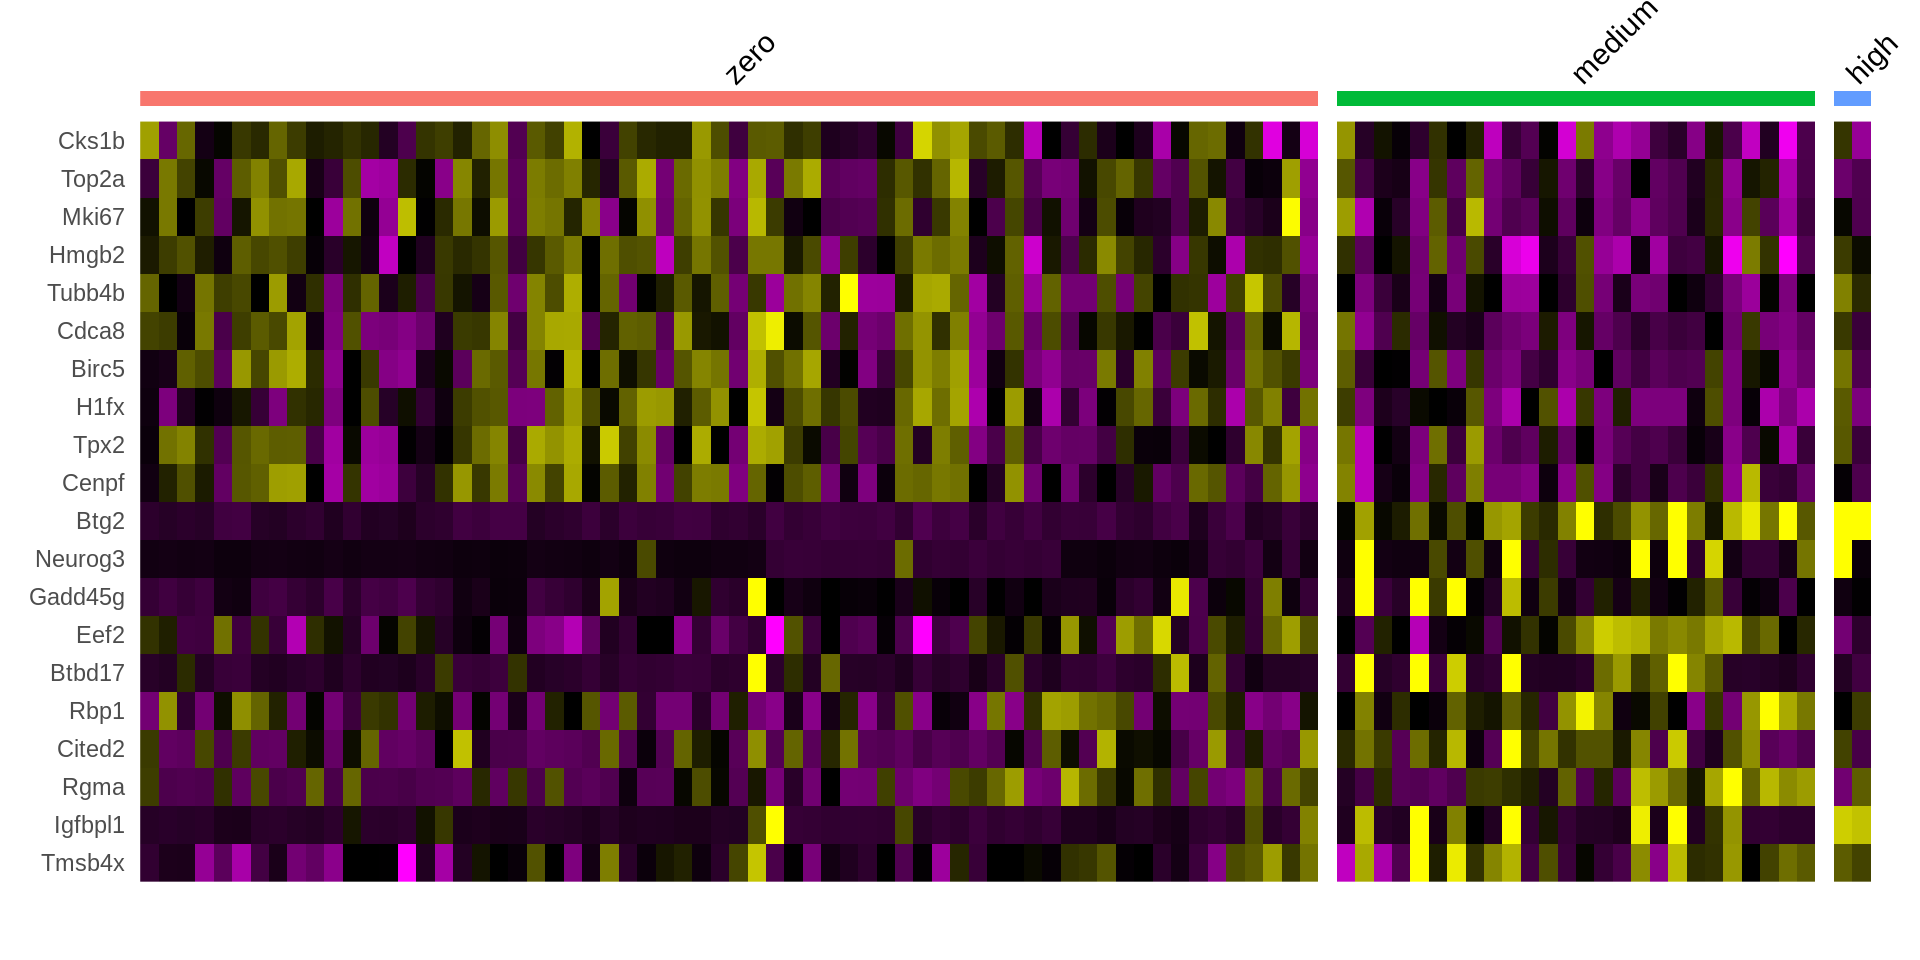 zero
medium
high
Cks1b
Top2a
Mki67
Hmgb2
Tubb4b
Cdca8
Birc5
H1fx
Tpx2
Cenpf
Btg2
Neurog3
Gadd45g
Eef2
Btbd17
Rbp1
Cited2
Rgma
Igfbpl1
Tmsb4x